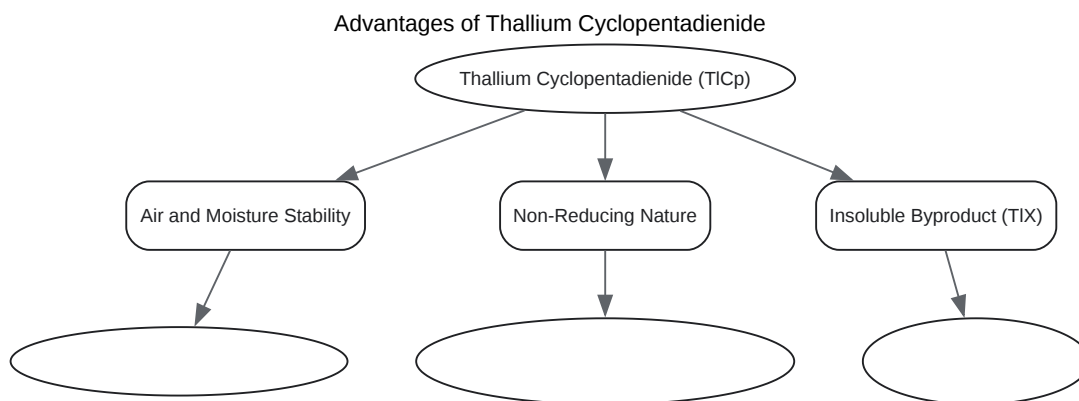 Advantages of Thallium Cyclopentadienide
Thallium Cyclopentadienide (TlCp)
Air and Moisture Stability
Non-Reducing Nature
Insoluble Byproduct (TlX)